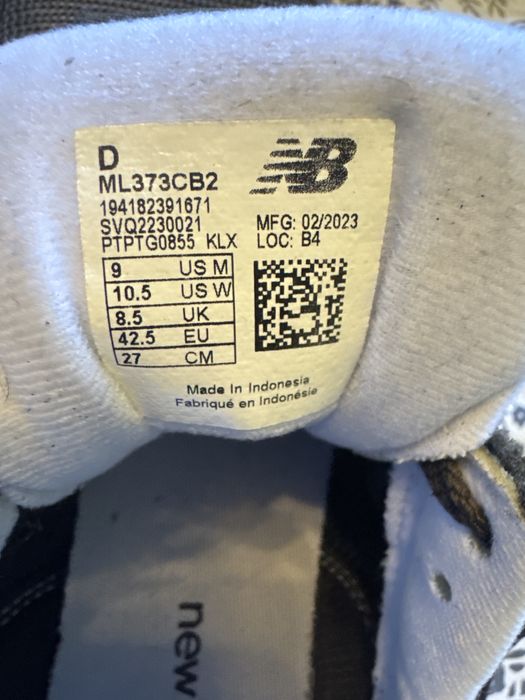 D
ML373CB2
194182391671
SVQ2230021
PTPTG0855 KLX
NB
MFG: 02/2023
LOC: B4
9 US M
10.5 US W
8.5 UK
42.5 EU
27 CM
Made In Indonesia
Fabriqué en Indonésie
new